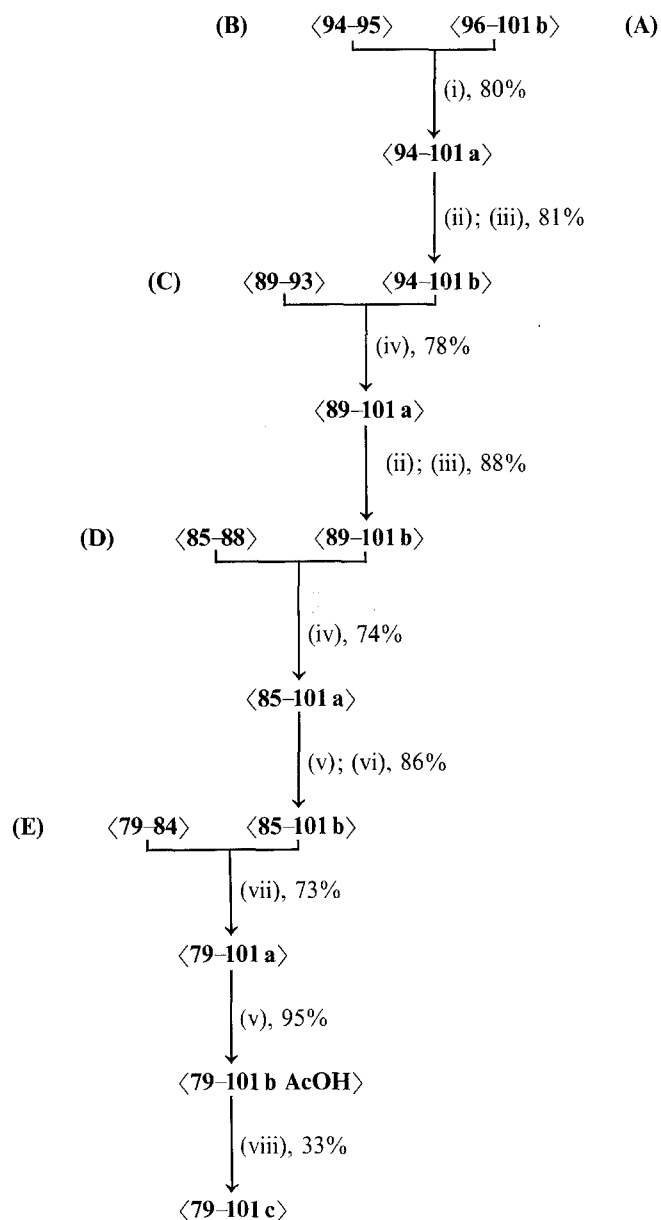 (B) ⟨94–95⟩ ⟨96–101 b⟩ (A)
(i), 80%
⟨94–101 a⟩
(ii); (iii), 81%
(C) ⟨89–93⟩ ⟨94–101 b⟩
(iv), 78%
⟨89–101 a⟩
(ii); (iii), 88%
(D) ⟨85–88⟩ ⟨89–101 b⟩
(iv), 74%
⟨85–101 a⟩
(v); (vi), 86%
(E) ⟨79–84⟩ ⟨85–101 b⟩
(vii), 73%
⟨79–101 a⟩
(v), 95%
⟨79–101 b AcOH⟩
(viii), 33%
⟨79–101 c⟩